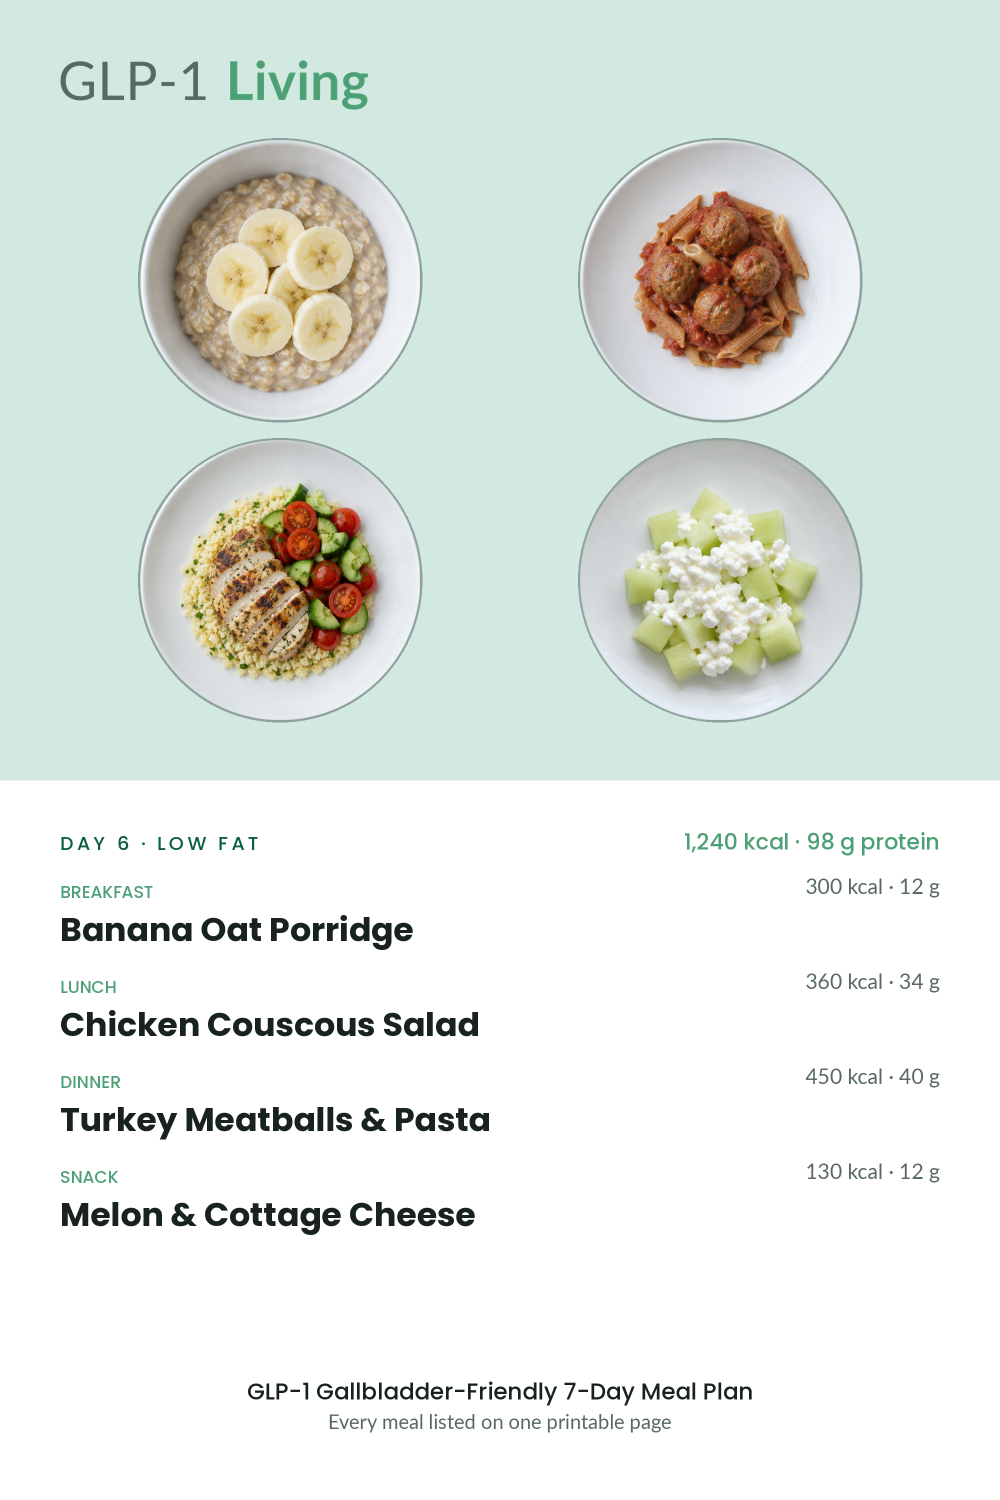 GLP-1 Living
DAY 6 · LOW FAT
1,240 kcal · 98 g protein
BREAKFAST
300 kcal · 12 g
Banana Oat Porridge
LUNCH
360 kcal · 34 g
Chicken Couscous Salad
DINNER
450 kcal · 40 g
Turkey Meatballs & Pasta
SNACK
130 kcal · 12 g
Melon & Cottage Cheese
GLP-1 Gallbladder-Friendly 7-Day Meal Plan
Every meal listed on one printable page